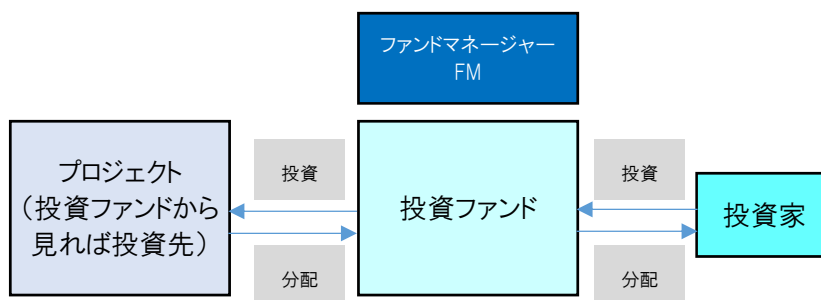 ファンドマネージャー
FM
プロジェクト
（投資ファンドから
見れば投資先）
投資
分配
投資ファンド
投資
分配
投資家